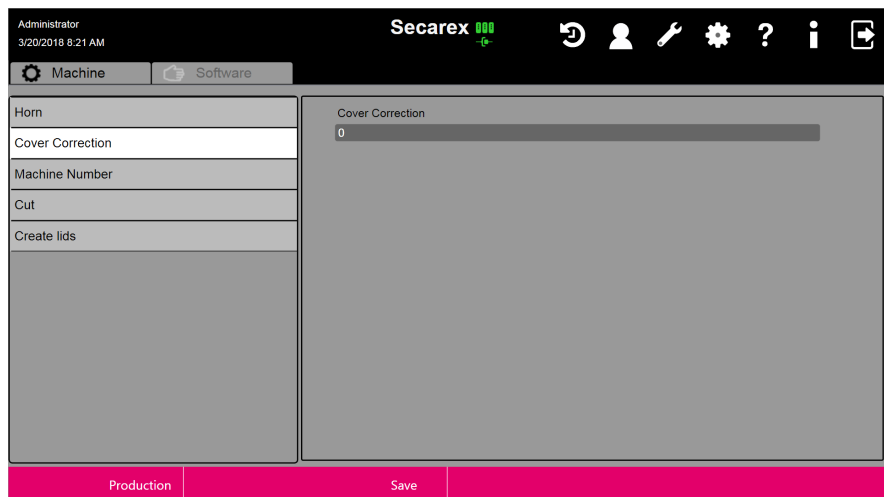 Administrator
3/20/2018 8:21 AM
Secarex
?
i
Machine
Software
Horn
Cover Correction
Machine Number
Cut
Create lids
Cover Correction
0
Production
Save